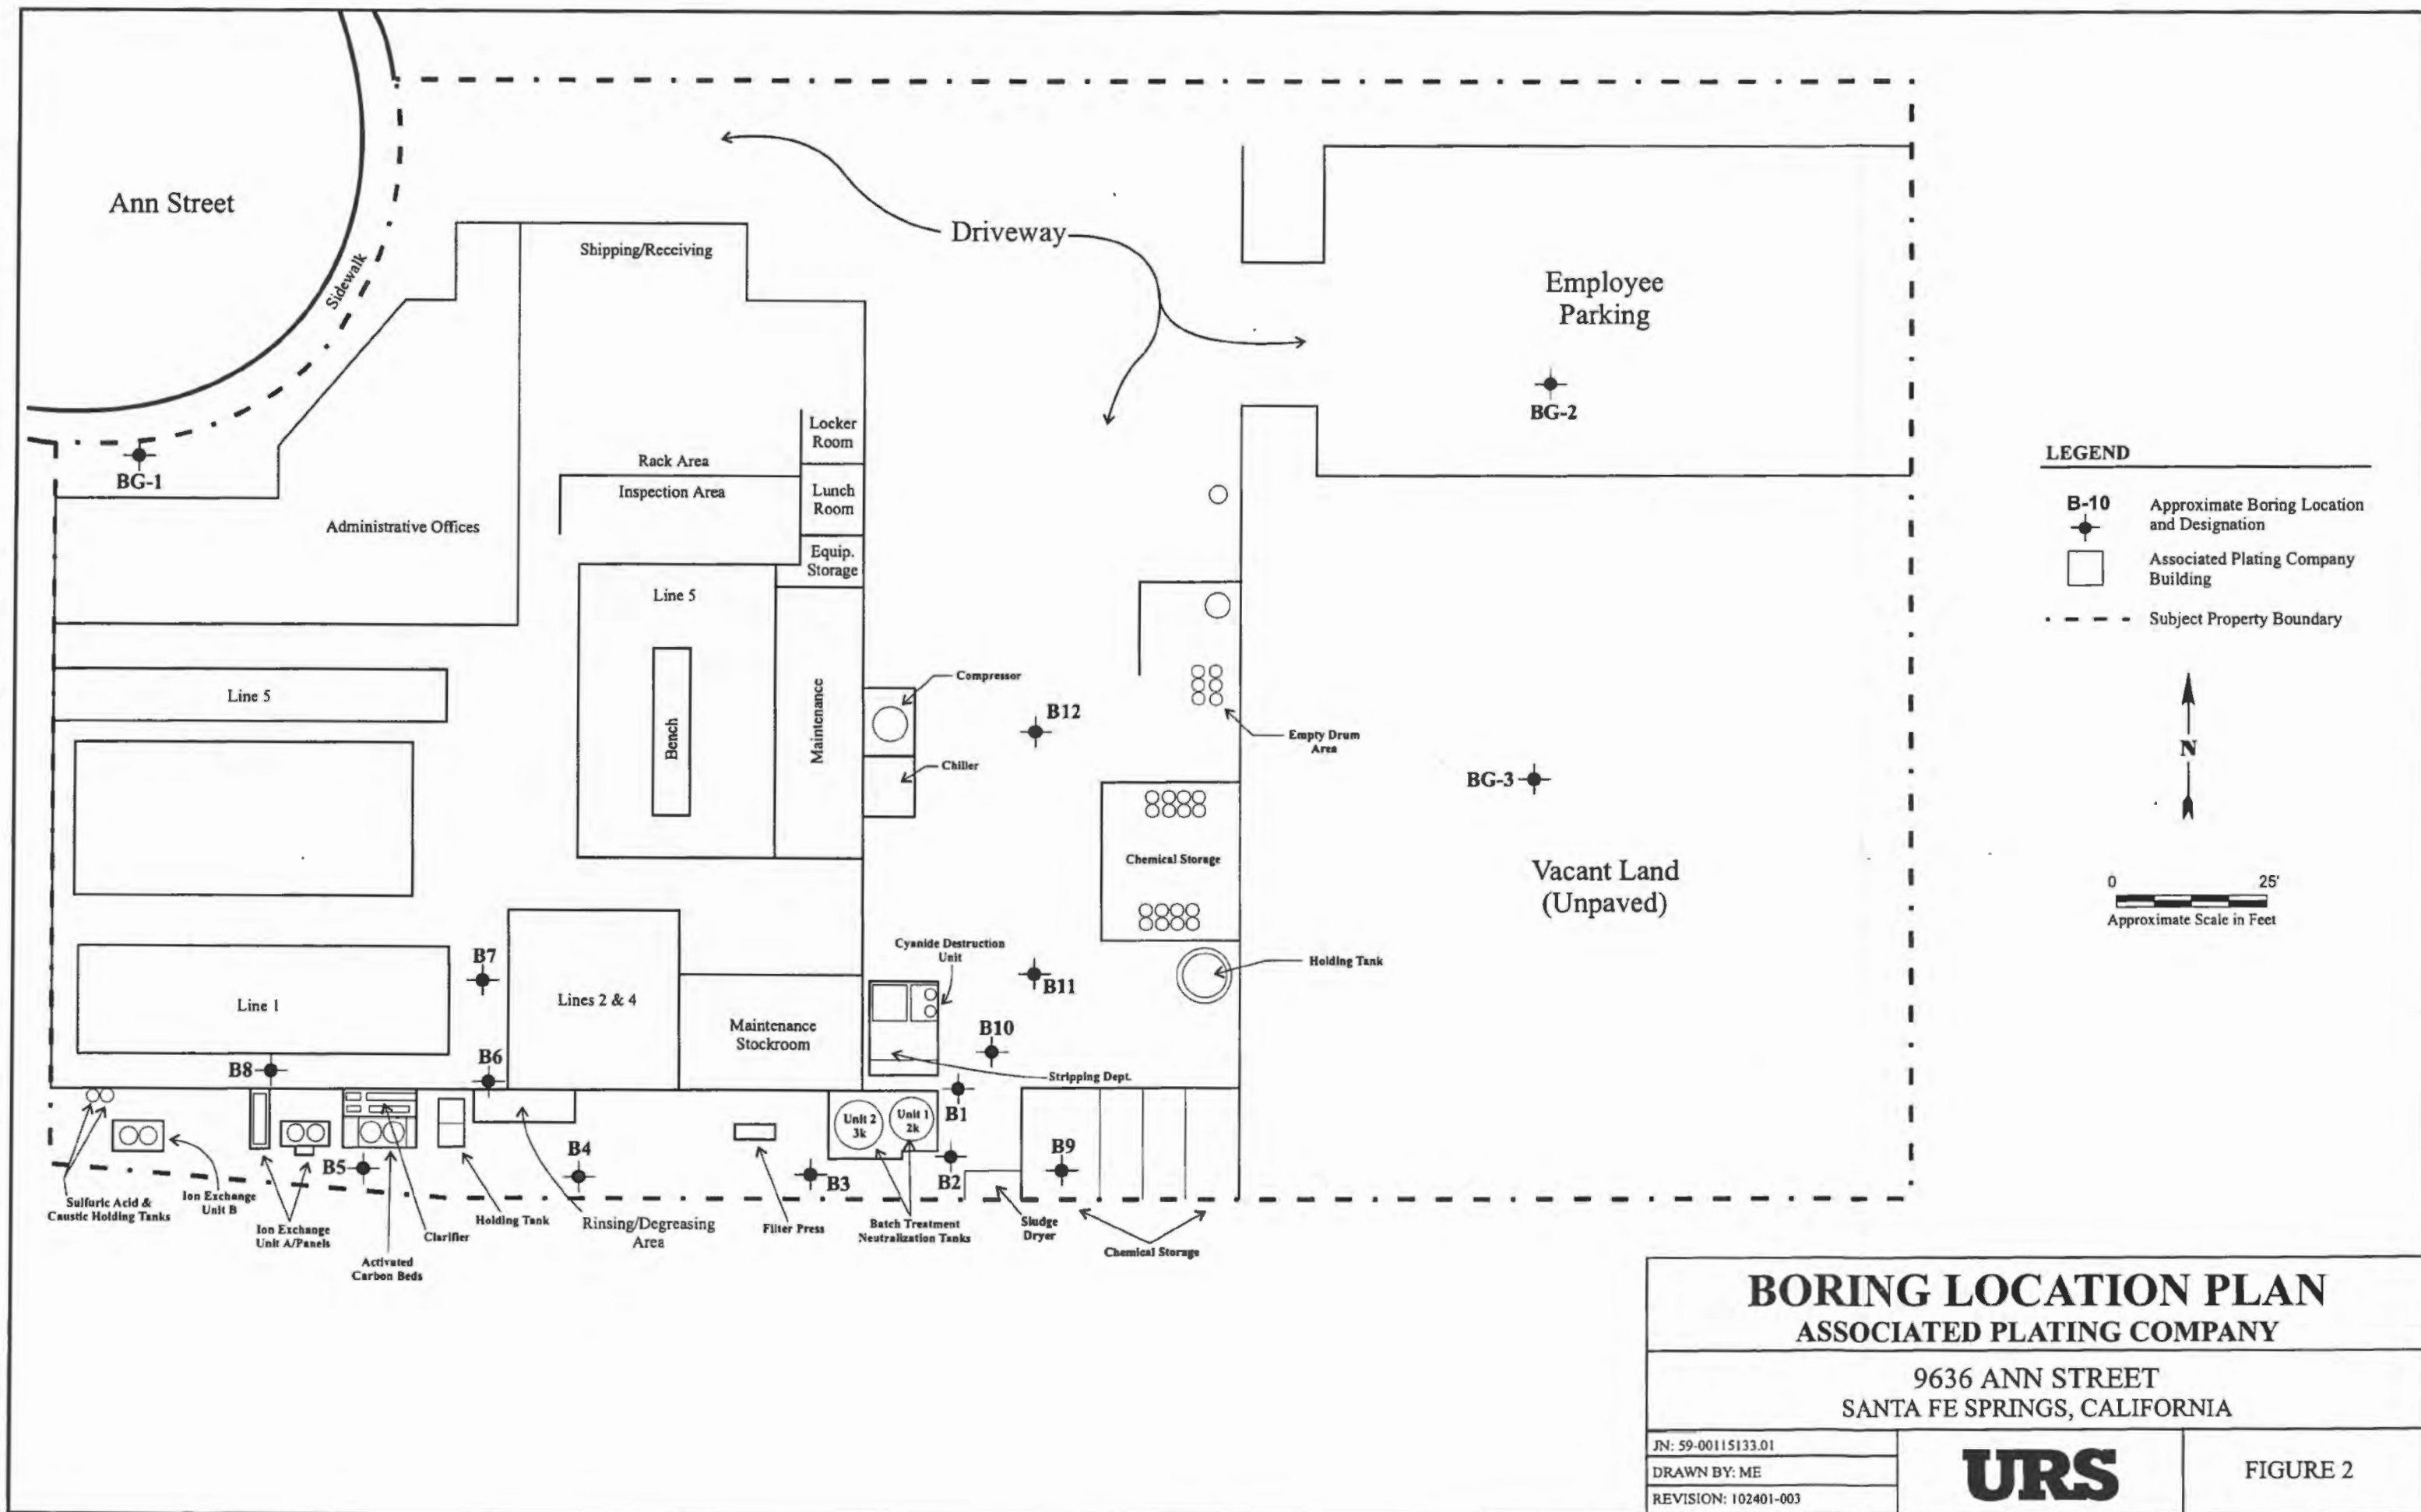 Ann Street
Sidewalk
Shipping/Receiving
Driveway
Employee
Parking
BG-2
BG-1
Locker
Room
Rack Area
Inspection Area
Lunch
Room
Administrative Offices
Equip.
Storage
Line 5
Line 5
Bench
Maintenance
Compressor
Chiller
B12
Empty Drum
Area
BG-3
Chemical Storage
Vacant Land
(Unpaved)
Holding Tank
Cyanide Destruction
Unit
B7
Line 1
Lines 2 & 4
Maintenance
Stockroom
B11
B10
B6
B8
Stripping Dept.
Unit 2
3k
Unit 1
2k
B1
B5
B4
B3
B2
B9
Sulfuric Acid &
Caustic Holding Tanks
Ion Exchange
Unit B
Ion Exchange
Unit A/Panels
Activated
Carbon Beds
Clarifier
Holding Tank
Rinsing/Degreasing
Area
Filter Press
Batch Treatment
Neutralization Tanks
Sludge
Dryer
Chemical Storage
LEGEND
B-10
Approximate Boring Location
and Designation
Associated Plating Company
Building
Subject Property Boundary
N
0 25'
Approximate Scale in Feet
BORING LOCATION PLAN
ASSOCIATED PLATING COMPANY
9636 ANN STREET
SANTA FE SPRINGS, CALIFORNIA
JN: 59-00115133.01
DRAWN BY: ME
REVISION: 102401-003
URS
FIGURE 2